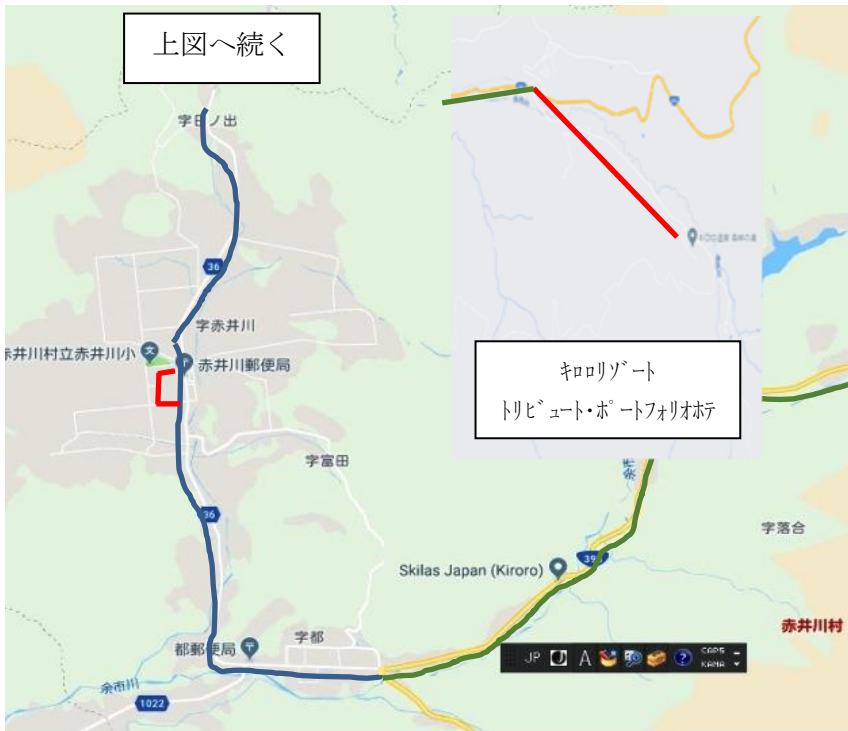 上図へ続く
字日ノ出
36
字赤井川
赤井川村立赤井川小
文
赤井川郵便局
キロロリゾート
トリビュート・ポートフォリオホテ
字富田
36
字落合
Skilas Japan (Kiroro)
39
赤井川村
都郵便局
字都
JP A ? CAPS
KANA
余市川
1022